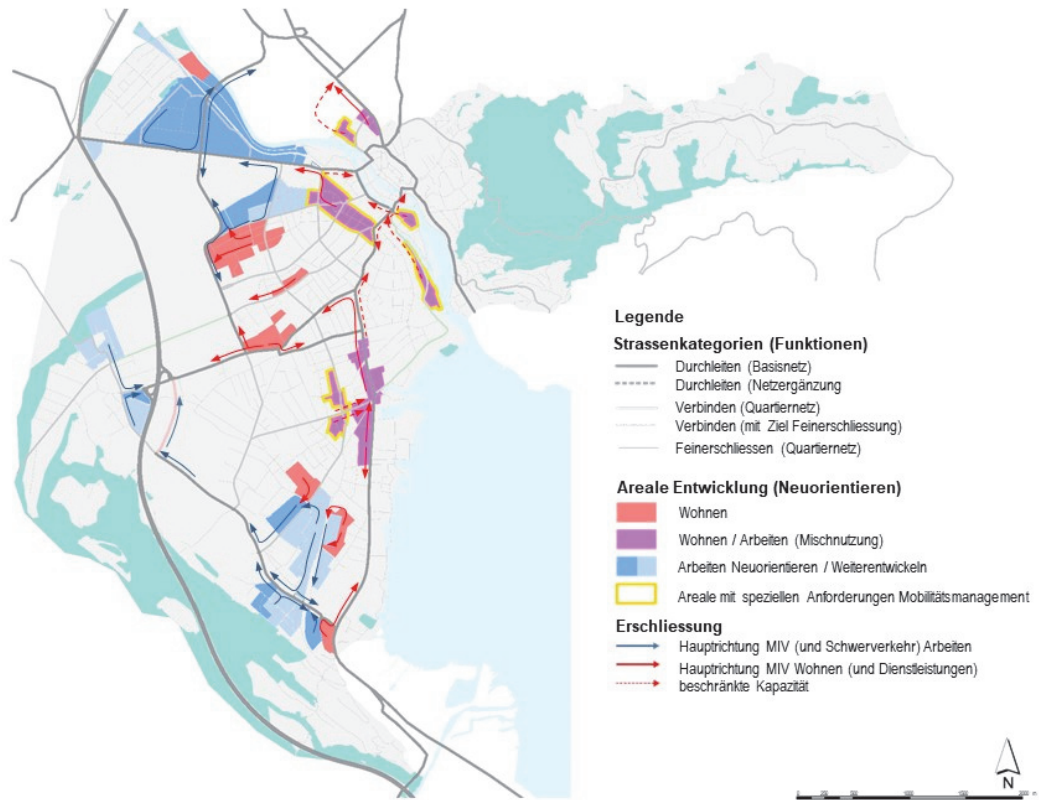 Legende
Strassenkategorien (Funktionen)
Durchleiten (Basisnetz)
Durchleiten (Netzergänzung
Verbinden (Quartiernetz)
Verbinden (mit Ziel Feinerschliessung)
Feinerschliessen (Quartiernetz)
Areale Entwicklung (Neuorientieren)
Wohnen
Wohnen / Arbeiten (Mischnutzung)
Arbeiten Neuorientieren / Weiterentwickeln
Areale mit speziellen Anforderungen Mobilitätsmanagement
Erschliessung
Hauptrichtung MIV (und Schwerverkehr) Arbeiten
Hauptrichtung MIV Wohnen (und Dienstleistungen)
beschränkte Kapazität
N